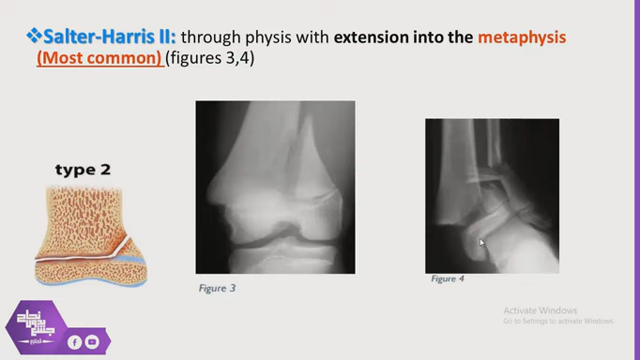 ❖Salter-Harris II: through physis with extension into the metaphysis
(Most common) (figures 3,4)
type 2
Figure 3
Figure 4
Activate Windows
Go to Settings to activate Windows.